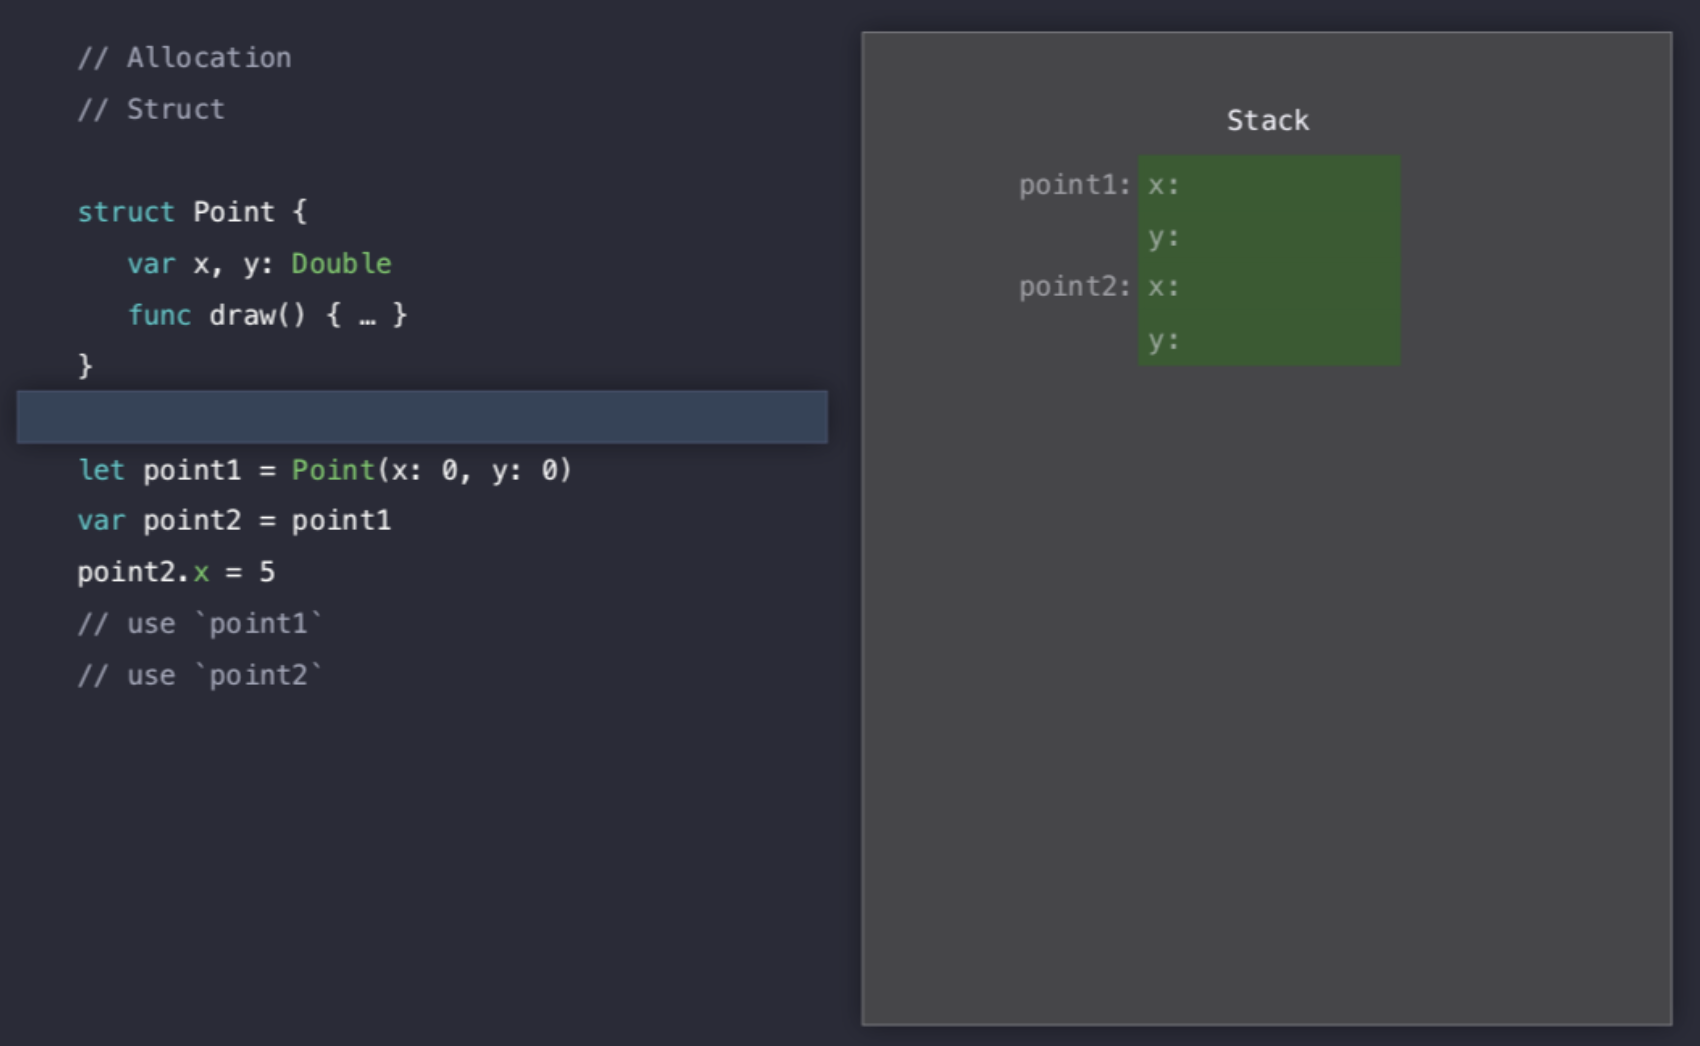 // Allocation
// Struct
struct Point {
var x, y: Double
func draw() { … }
}
let point1 = Point(x: 0, y: 0)
var point2 = point1
point2.x = 5
// use `point1`
// use `point2`
Stack
point1: x:
y:
point2: x:
y: